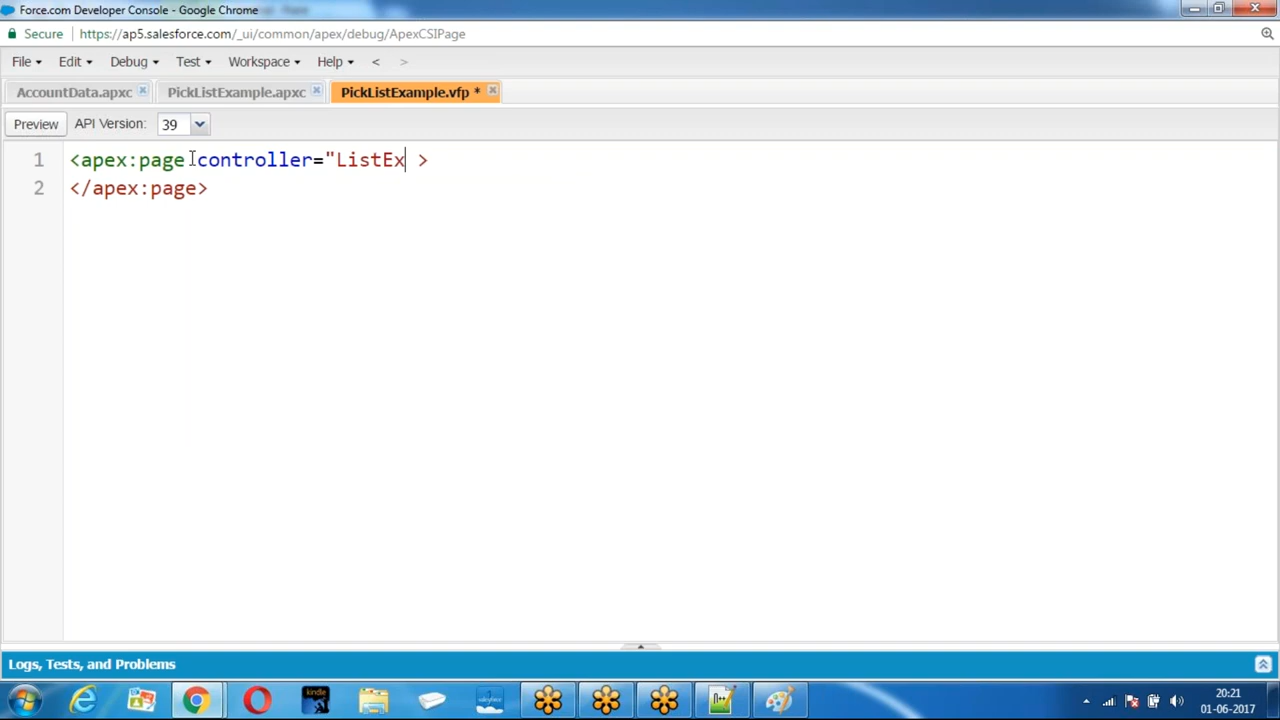 Force.com Developer Console - Google Chrome
Secure https://ap5.salesforce.com/_ui/common/apex/debug/ApexCSIPage
File Edit Debug Test Workspace Help < >
AccountData.apxc PickListExample.apxc PickListExample.vfp *
Preview API Version: 39
1 <apex:page controller="ListEx >
2 </apex:page>
Logs, Tests, and Problems
kindle
20:21
01-06-2017